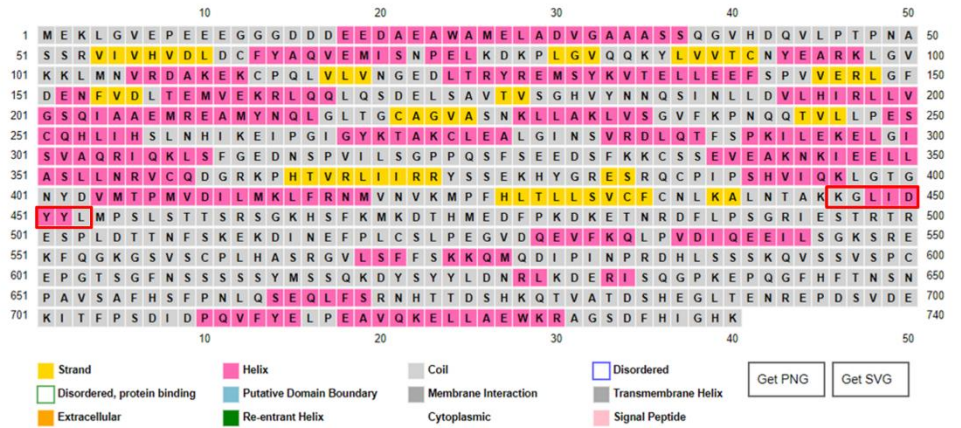 10 20 30 40 50
1 M E K L G V E P E E E G G G D D D E E D A E A W A M E L A D V G A A A S S Q G V H D Q V L P T P N A 50
51 S S R V I V H V D L D C F Y A Q V E M I S N P E L K D K P L G V Q Q K Y L V V T C N Y E A R K L G V 100
101 K K L M N V R D A K E K C P Q L V L V N G E D L T R Y R E M S Y K V T E L L E E F S P V V E R L G F 150
151 D E N F V D L T E M V E K R L Q Q L Q S D E L S A V T V S G H V Y N N Q S I N L L D V L H I R L L V 200
201 G S Q I A A E M R E A M Y N Q L G L T G C A G V A S N K L L A K L V S G V F K P N Q Q T V L L P E S 250
251 C Q H L I H S L N H I K E I P G I G Y K T A K C L E A L G I N S V R D L Q T F S P K I L E K E L G I 300
301 S V A Q R I Q K L S F G E D N S P V I L S G P P Q S F S E E D S F K K C S S E V E A K N K I E E L L 350
351 A S L L N R V C Q D G R K P H T V R L I I R R Y S S E K H Y G R E S R Q C P I P S H V I Q K L G T G 400
401 N Y D V M T P M V D I L M K L F R N M V N V K M P F H L T L L S V C F C N L K A L N T A K K G L I D 450
451 Y Y L M P S L S T T S R S G K H S F K M K D T H M E D F P K D K E T N R D F L P S G R I E S T R T R 500
501 E S P L D T T N F S K E K D I N E F P L C S L P E G V D Q E V F K Q L P V D I Q E E I L S G K S R E 550
551 K F Q G K G S V S C P L H A S R G V L S F F S K K Q M Q D I P I N P R D H L S S S K Q V S S V S P C 600
601 E P G T S G F N S S S S S Y M S S Q K D Y S Y Y L D N R L K D E R I S Q G P K E P Q G F H F T N S N 650
651 P A V S A F H S F P N L Q S E Q L F S R N H T T D S H K Q T V A T D S H E G L T E N R E P D S V D E 700
701 K I T F P S D I D P Q V F Y E L P E A V Q K E L L A E W K R A G S D F H I G H K 740
10 20 30 40 50
Strand Helix Coil Disordered
Disordered, protein binding Putative Domain Boundary Membrane Interaction Transmembrane Helix
Extracellular Re-entrant Helix Cytoplasmic Signal Peptide
Get PNG Get SVG